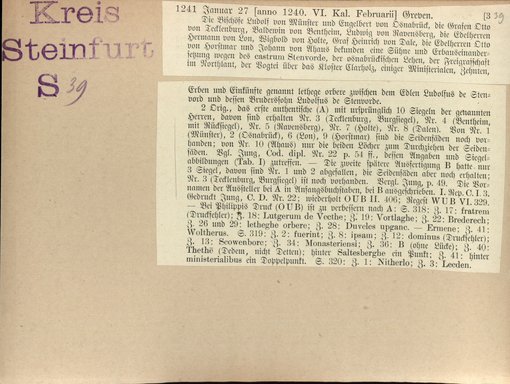 Kreis
Steinfurt
S 39
1241 Januar 27 [anno 1240. VI. Kal. Februarii] Greven. [3 39
Die Bischöfe Ludolf von Münster und Engelbert von Osnabrück, die Grafen Otto
von Tecklenburg, Baldewin von Bentheim, Ludwig von Ravensberg, die Edelherren
Hermann von Lon, Wigbold von Holte, Graf Heinrich von Dale, die Edelherren Otto
von Horstmar und Johann von Ahaus bekunden eine Sühne und Erbauseinander-
setzung wegen des castrum Stenvorde, der osnabrückischen Lehen, der Freigrafschaft
im Northlant, der Vogtei über das Kloster Clarholz, einiger Ministerialen, Zehnten,
Erben und Einkünfte genannt lethege orbere zwischen dem Edlen Ludolfus de Sten-
vord und dessen Bruderssohn Ludolfus de Stenvorde.
2 Orig., das erste authentische (A) mit ursprünglich 10 Siegeln der genannten
Herren, davon sind erhalten Nr. 3 (Tecklenburg, Burgsiegel), Nr. 4 (Bentheim,
mit Rücksiegel), Nr. 5 (Ravensberg), Nr. 7 (Holte), Nr. 8 (Dalen). Von Nr. 1
(Münster), 2 (Osnabrück), 6 (Lon), 9 (Horstmar) sind die Seidenfäden noch vor-
handen; von Nr. 10 (Ahaus) nur die beiden Löcher zum Durchziehen der Seiden-
fäden. Vgl. Jung, Cod. dipl. Nr. 22 p. 54 ff., dessen Angaben und Siegel-
abbildungen (Tab. I) zutreffen. — Die zweite spätere Ausfertigung B hatte nur
3 Siegel, davon sind Nr. 1 und 2 abgefallen, die Seidenfäden aber noch erhalten;
Nr. 3 (Tecklenburg, Burgsiegel) ist noch vorhanden. Vergl. Jung, p. 49. Die Vor-
namen der Aussteller bei A in Anfangsbuchstaben, bei B ausgeschrieben. I. Rep. C. I. 3.
Gedruckt Jung, C. D. Nr. 22; wiederholt OUB II. 406; Regest WUB VI. 329.
— Bei Philippis Druck (OUB) ist zu verbessern nach A: S. 318; Z. 17: fratrem
(Druckfehler); Z. 18: Lutgerum de Vecthe; Z. 19: Vortlaghe; Z. 22: Brederech;
Z. 26 und 29: letheghe orbere; Z. 28: Duveles upganc. — Ermene; Z. 41:
Woltherus. S. 319: Z. 2: fuerint; Z. 8: ipsam; Z. 12: dominus (Druckfehler);
Z. 13: Scowenbore; Z. 34: Monasteriensi; Z. 36: B (ohne Lücke); Z. 40:
Thethe (Dedem, nicht Detten); hinter Saltesberghe ein Punkt; Z. 41: hinter
ministerialibus ein Doppelpunkt. S. 320: Z. 1: Nitherlo; Z. 3: Leeden.